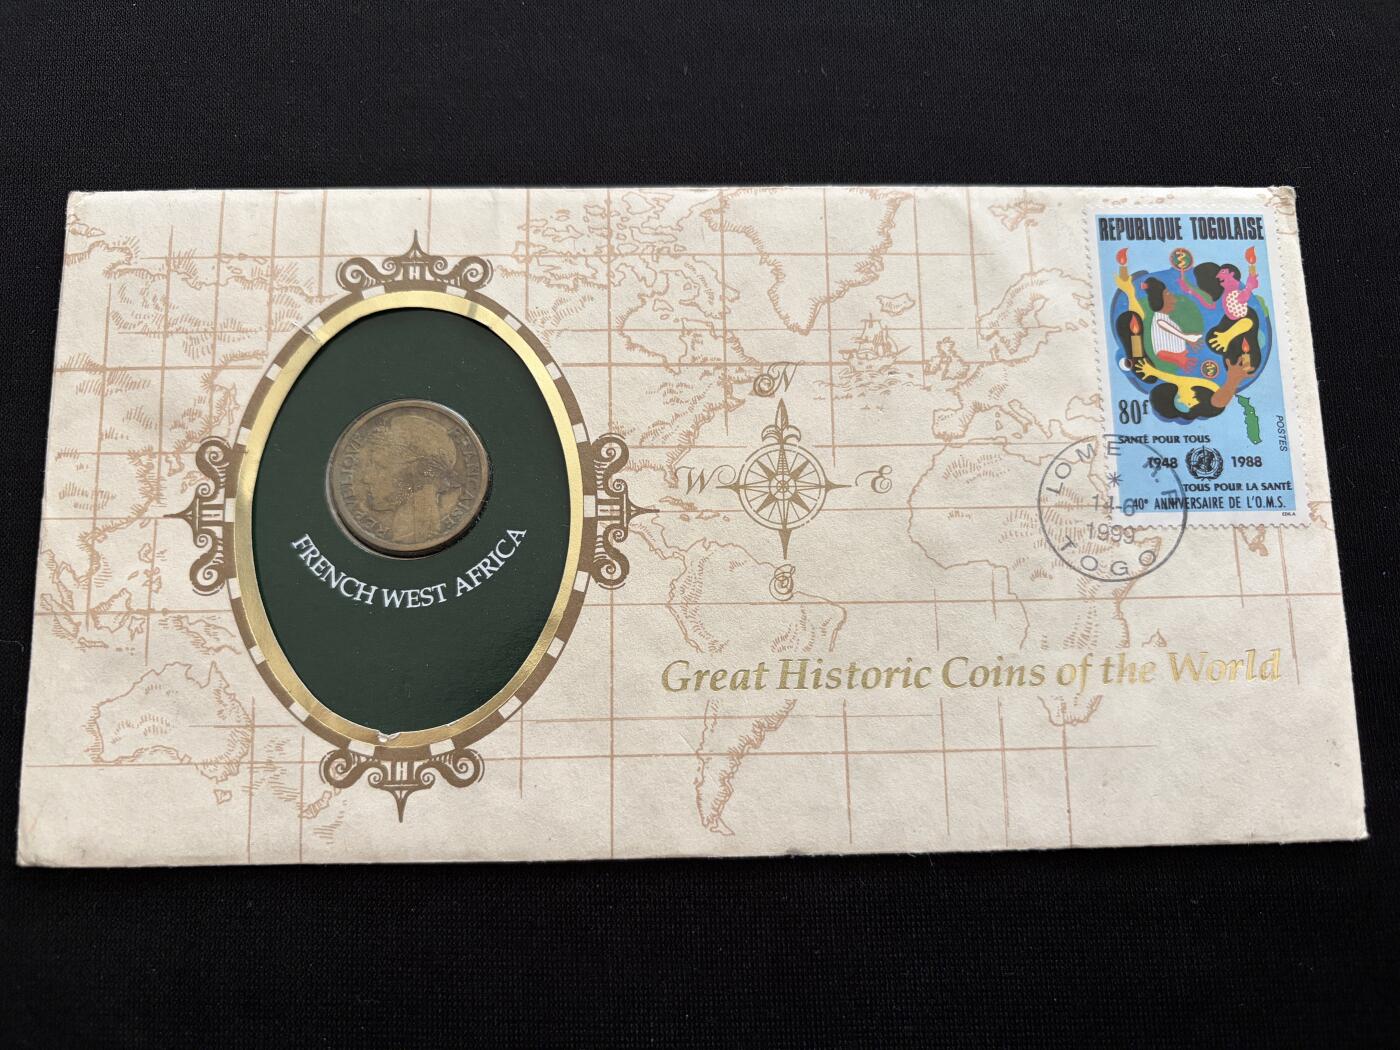 REPUBLIQUE FRANCAISE
FRENCH WEST AFRICA
N
W
E
S
Great Historic Coins of the World
REPUBLIQUE TOGOLAISE
80f
POSTES
SANTÉ POUR TOUS
1948 1988
TOUS POUR LA SANTÉ
40e ANNIVERSAIRE DE L'O.M.S.
EDILA
LOME
1999
TOGO